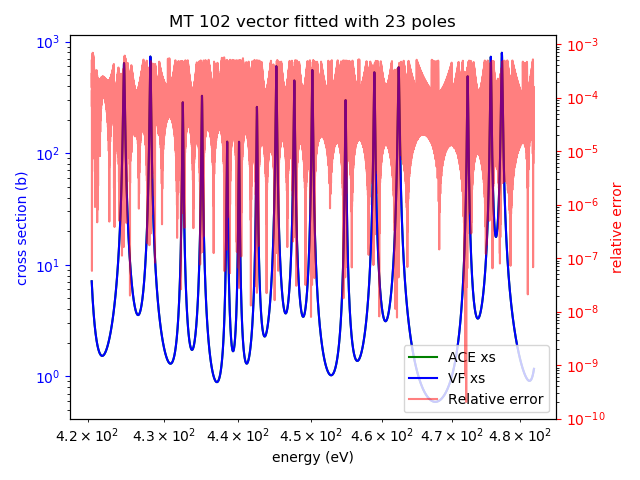 MT 102 vector fitted with 23 poles
10³
10²
10¹
10⁰
cross section (b)
10⁻³
10⁻⁴
10⁻⁵
10⁻⁶
10⁻⁷
10⁻⁸
10⁻⁹
10⁻¹⁰
relative error
ACE xs
VF xs
Relative error
4.2 × 10² 4.3 × 10² 4.4 × 10² 4.5 × 10² 4.6 × 10² 4.7 × 10² 4.8 × 10²
energy (eV)